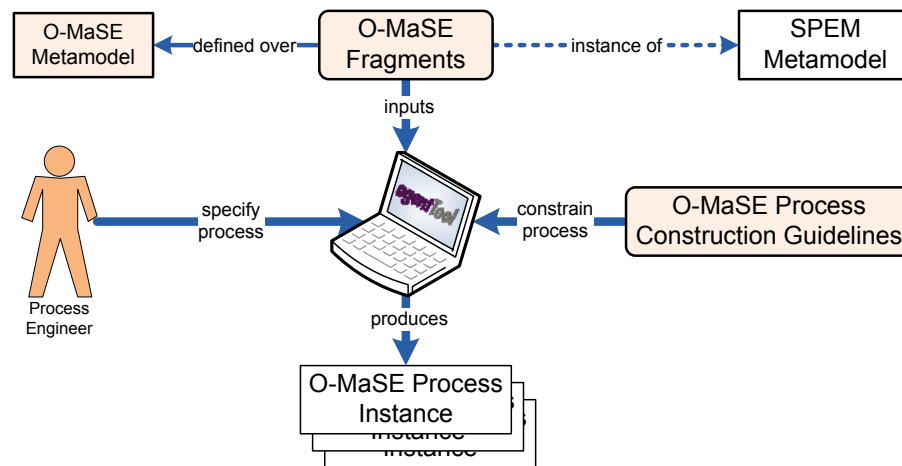 O-MaSE
Metamodel
defined over
O-MaSE
Fragments
instance of
SPEM
Metamodel
inputs
specify
process
agentTool
constrain
process
O-MaSE Process
Construction Guidelines
Process
Engineer
produces
O-MaSE Process
Instance
s
Instance
s
Instance